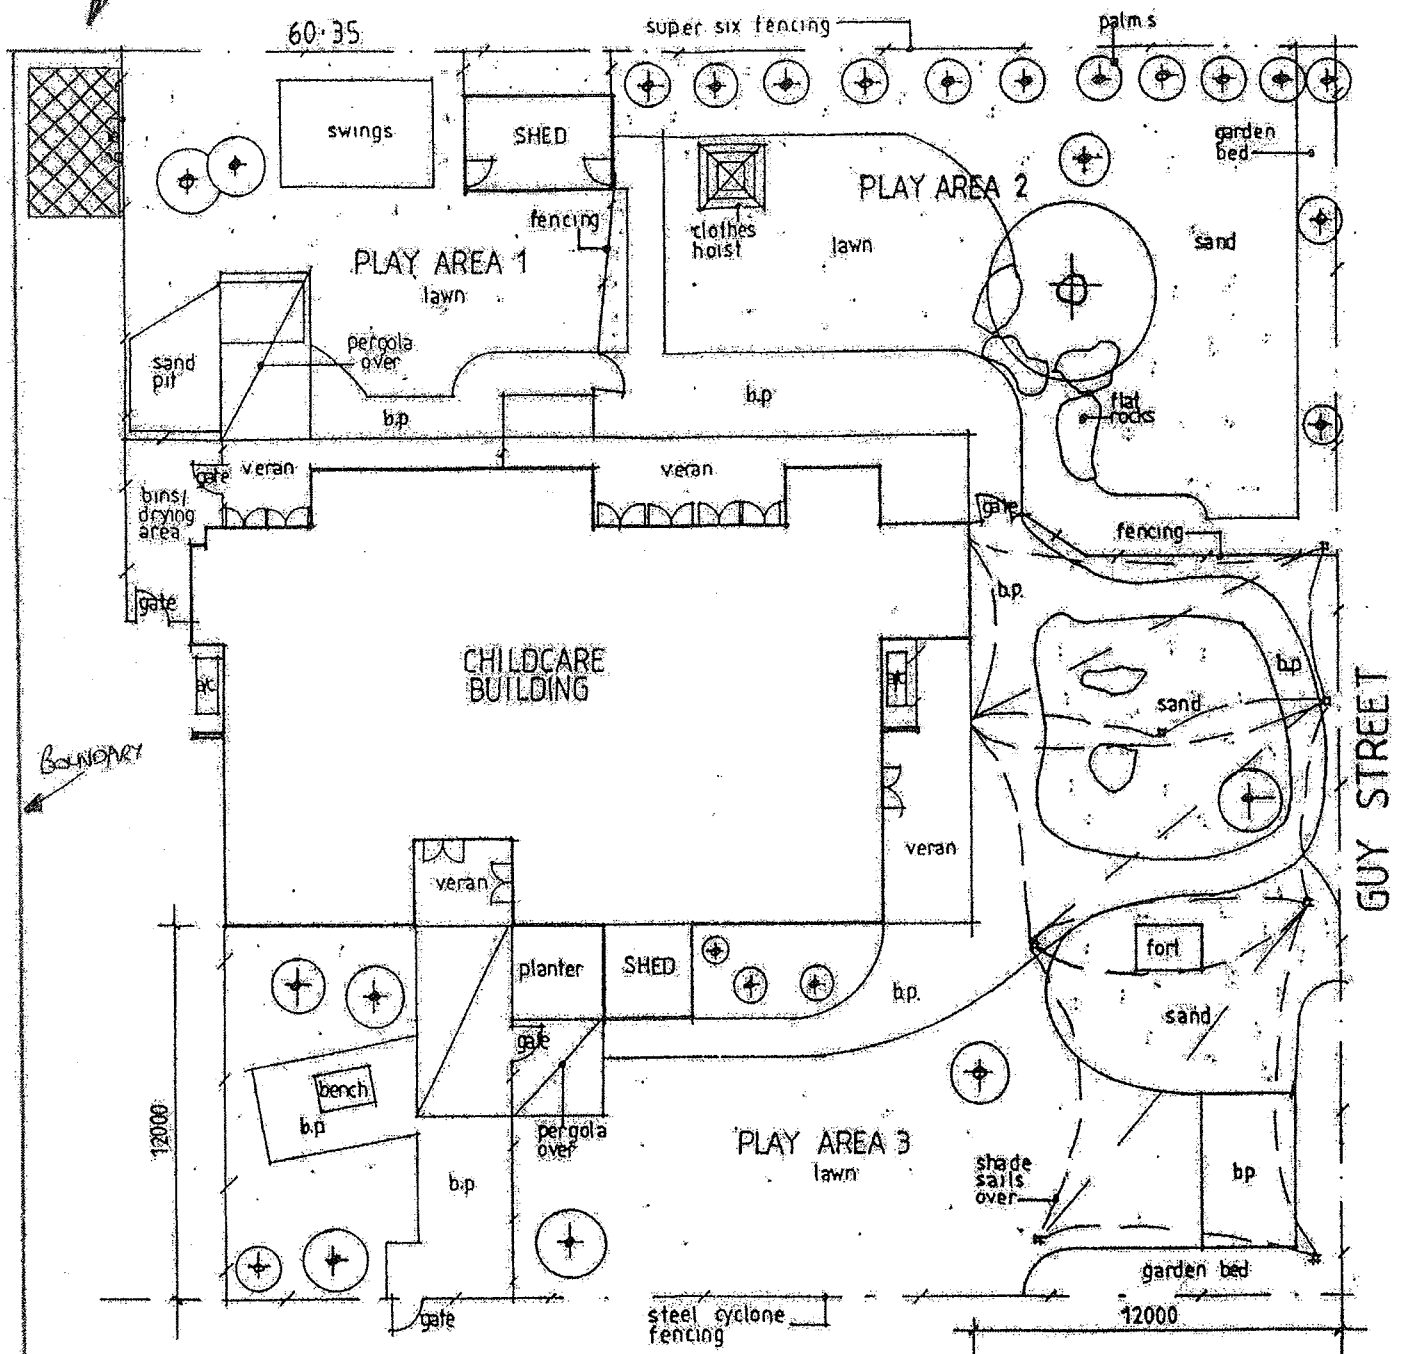 60·35
super six fencing
palms
swings
SHED
garden
bed
PLAY AREA 2
fencing
clothes
hoist
lawn
sand
PLAY AREA 1
lawn
pergola
over
sand
pit
b.p
b.p
flat
rocks
veran
veran
gate
bins/
drying
area
gate
fencing
gate
b.p.
CHILDCARE
BUILDING
a/c
a/c
b.p
sand
GUY STREET
BOUNDARY
veran
veran
fort
planter
SHED
b.p.
sand
gate
bench
b.p
12000
pergola
over
PLAY AREA 3
lawn
shade
sails
over
b.p
b.p
garden bed
gate
steel cyclone
fencing
12000